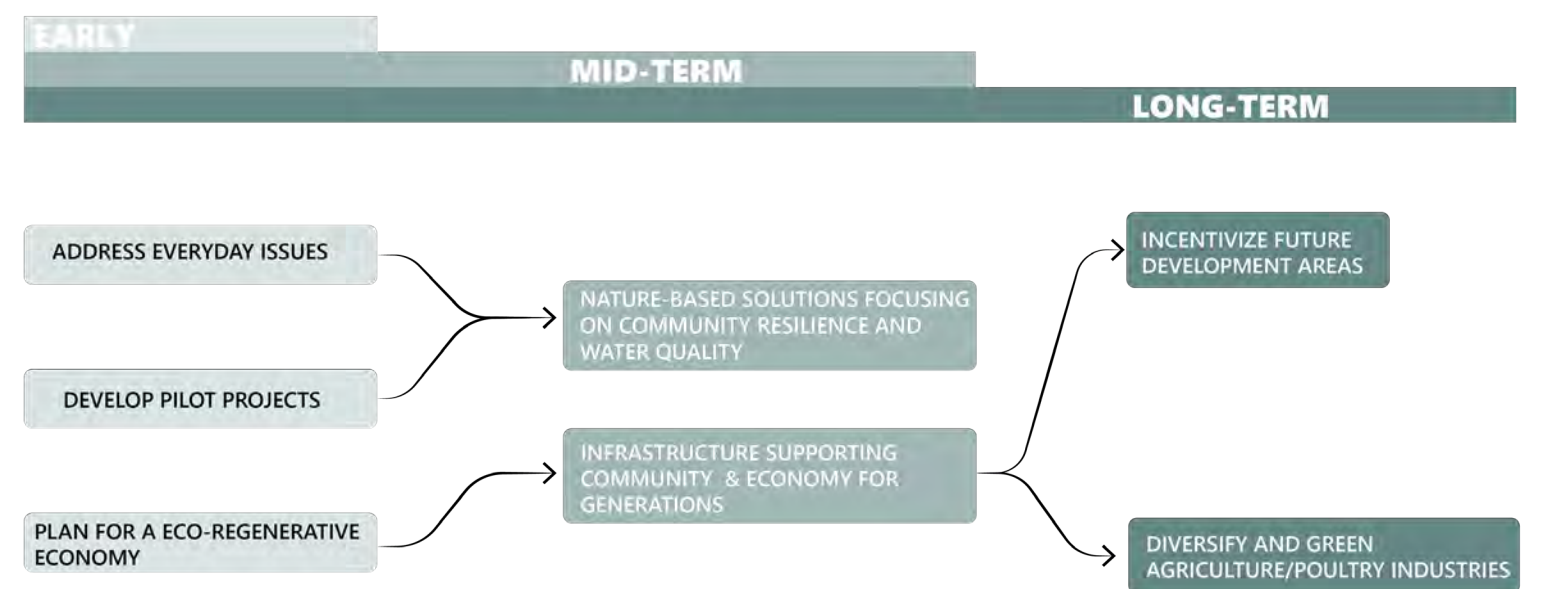 EARLY
MID-TERM
LONG-TERM
ADDRESS EVERYDAY ISSUES
DEVELOP PILOT PROJECTS
PLAN FOR A ECO-REGENERATIVE
ECONOMY
NATURE-BASED SOLUTIONS FOCUSING
ON COMMUNITY RESILIENCE AND
WATER QUALITY
INFRASTRUCTURE SUPPORTING
COMMUNITY & ECONOMY FOR
GENERATIONS
INCENTIVIZE FUTURE
DEVELOPMENT AREAS
DIVERSIFY AND GREEN
AGRICULTURE/POULTRY INDUSTRIES